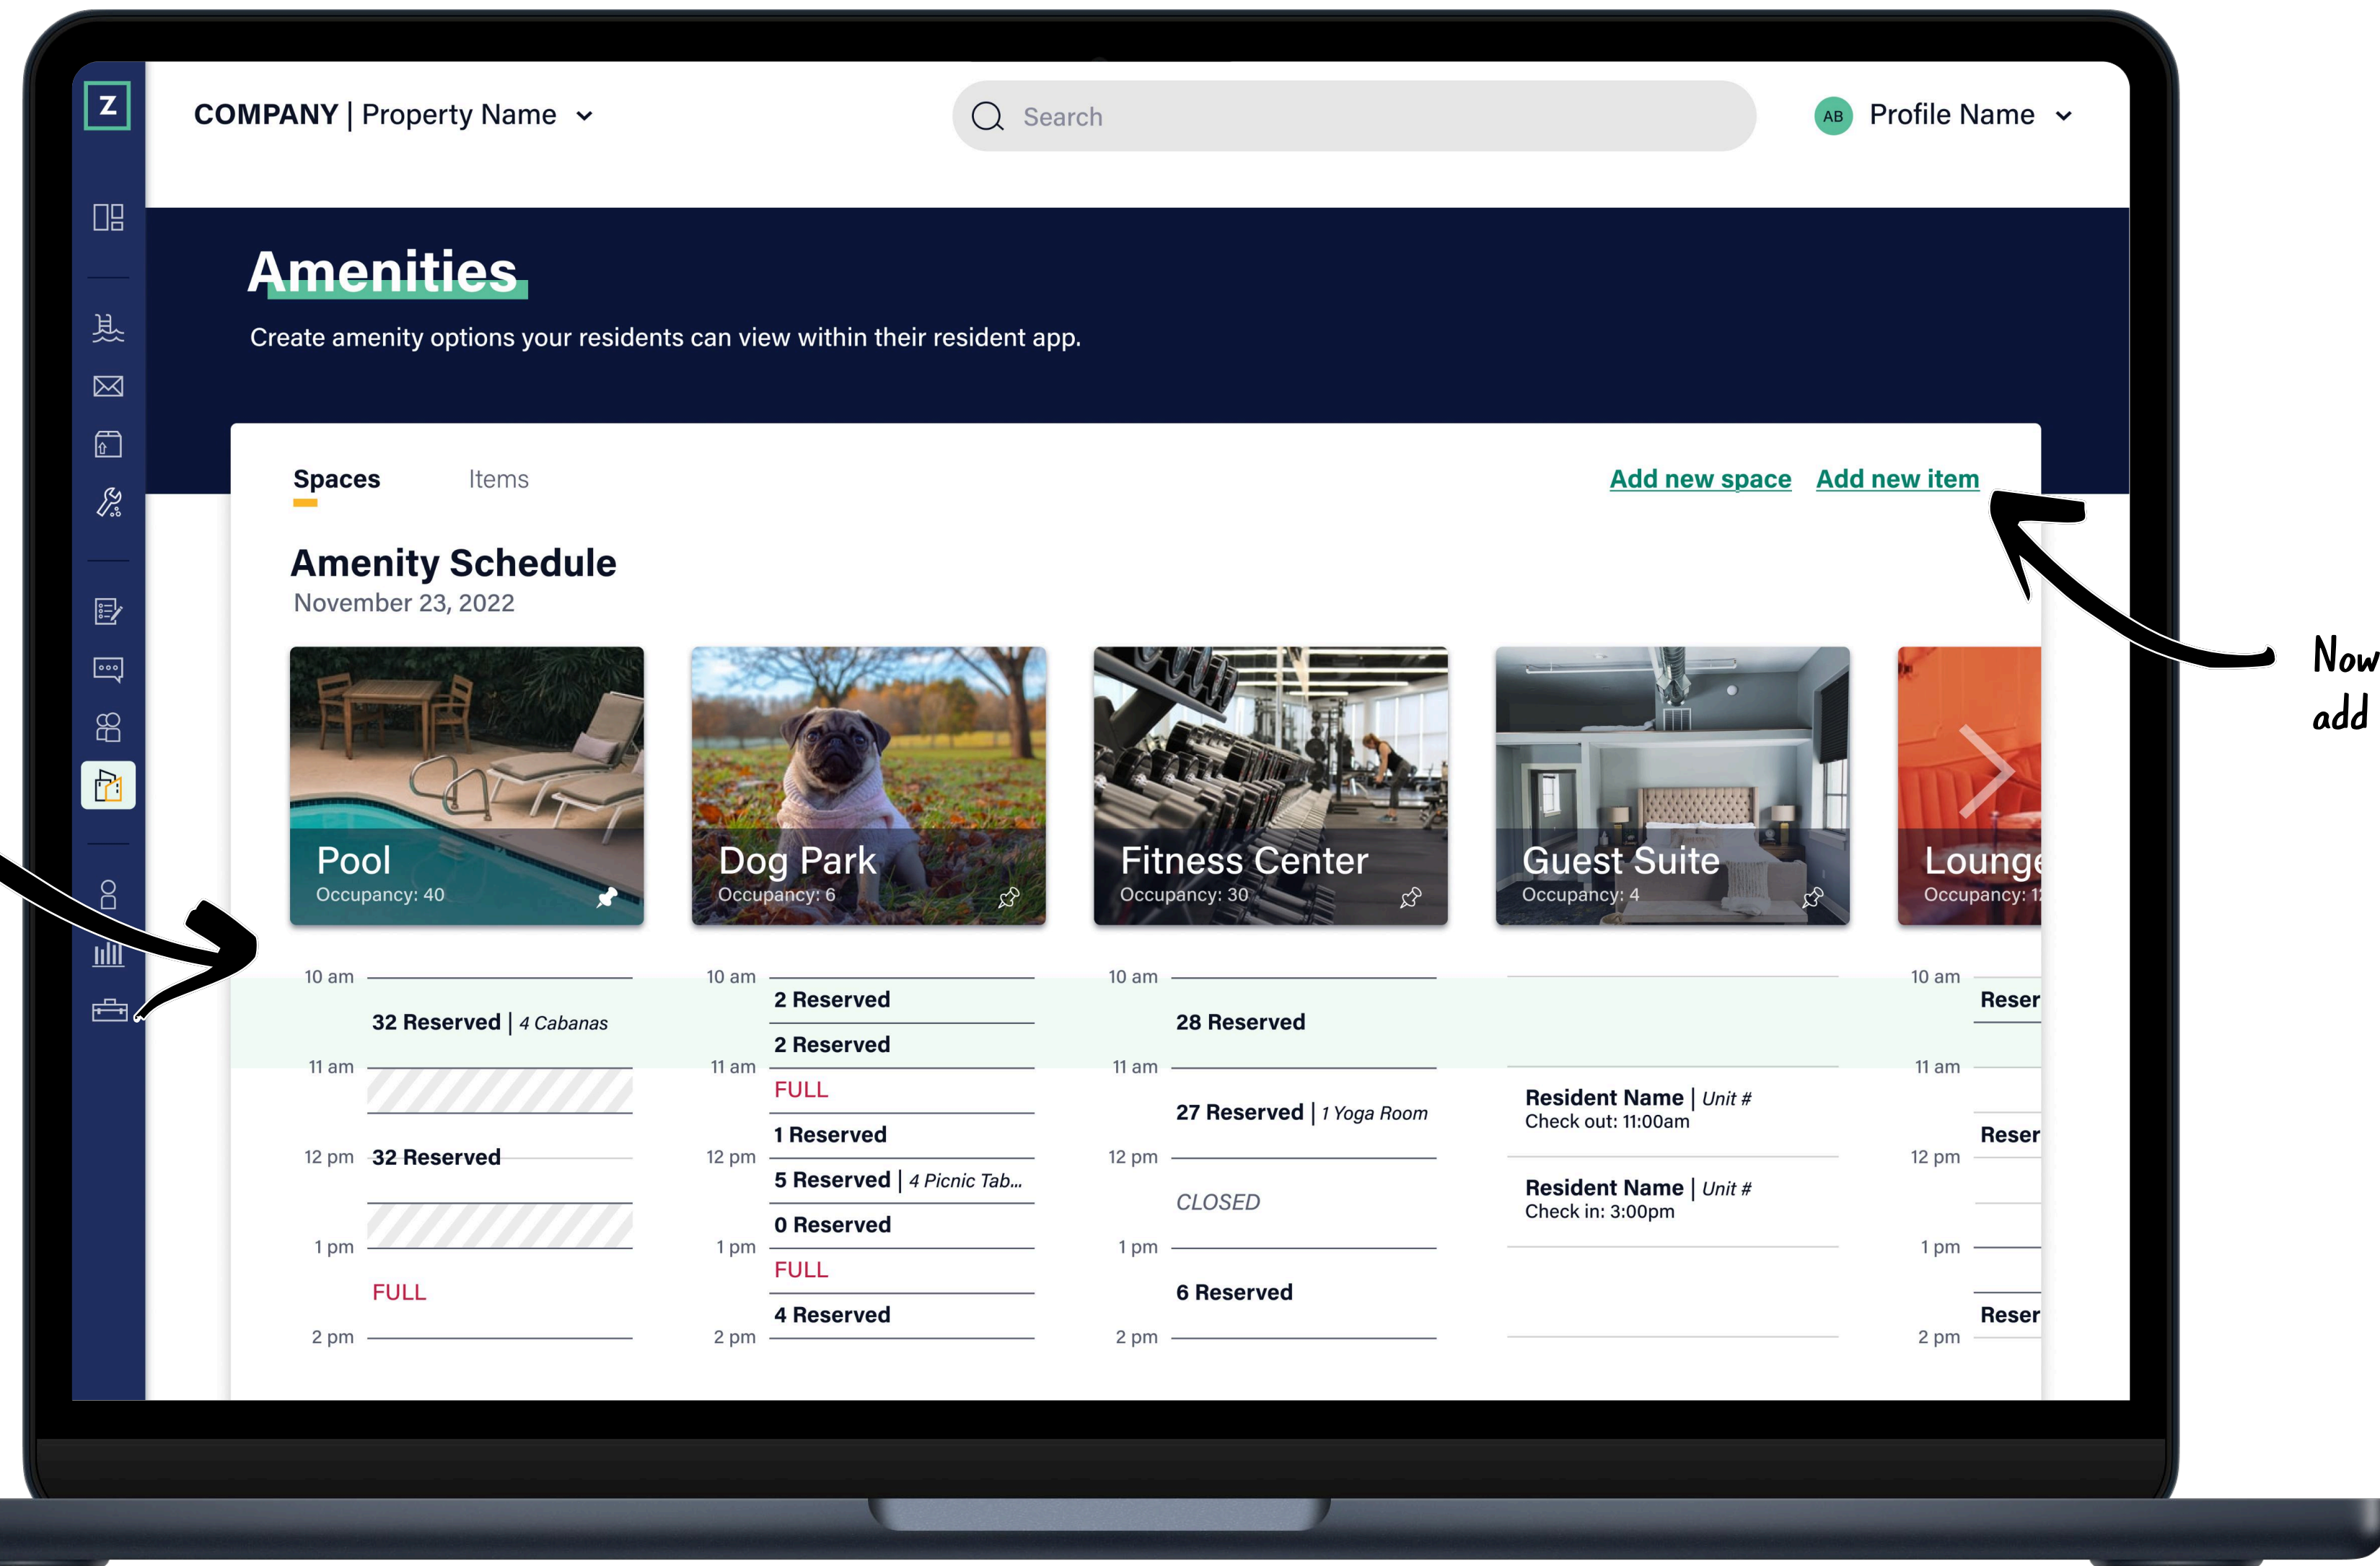 Z
COMPANY | Property Name
Search
AB Profile Name
Amenities
Create amenity options your residents can view within their resident app.
Spaces Items Add new space Add new item
Amenity Schedule
November 23, 2022
Now
add
Pool
Occupancy: 40
Dog Park
Occupancy: 6
Fitness Center
Occupancy: 30
Guest Suite
Occupancy: 4
Lounge
Occupancy: 1
10 am
32 Reserved | 4 Cabanas
11 am
12 pm 32 Reserved
1 pm
FULL
2 pm
10 am
2 Reserved
2 Reserved
11 am
FULL
1 Reserved
12 pm
5 Reserved | 4 Picnic Tab...
0 Reserved
1 pm
FULL
4 Reserved
2 pm
10 am
28 Reserved
11 am
27 Reserved | 1 Yoga Room
12 pm
CLOSED
1 pm
6 Reserved
2 pm
Resident Name | Unit #
Check out: 11:00am
Resident Name | Unit #
Check in: 3:00pm
10 am
Reser
11 am
Reser
12 pm
1 pm
Reser
2 pm